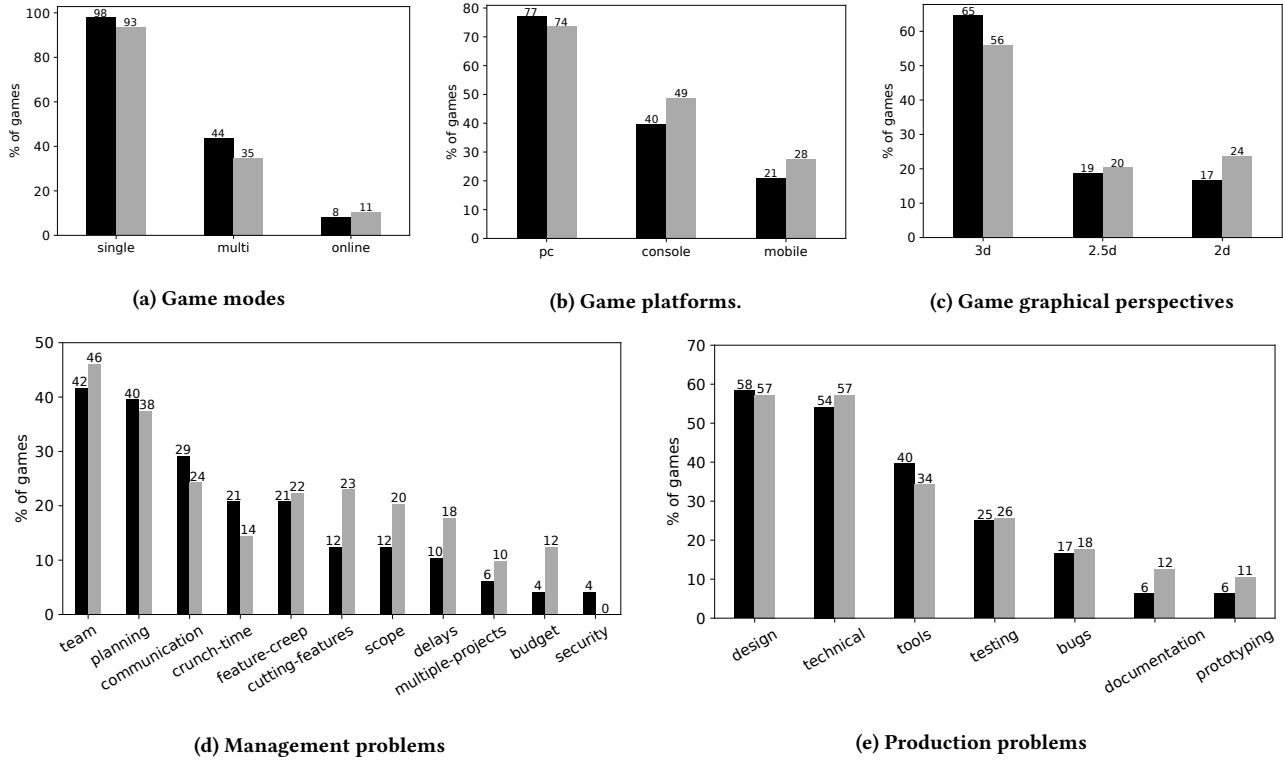 100
80
60
40
20
0
% of games
98
93
44
35
8
11
single multi online
(a) Game modes
80
70
60
50
40
30
20
10
0
% of games
77
74
40
49
21
28
pc console mobile
(b) Game platforms.
60
50
40
30
20
10
0
% of games
65
56
19
20
17
24
3d 2.5d 2d
(c) Game graphical perspectives
50
40
30
20
10
0
% of games
42
46
40
38
29
24
21
14
21
22
12
23
12
20
10
18
6
10
4
12
4
0
team
planning
communication
crunch-time
feature-creep
cutting-features
scope
delays
multiple-projects
budget
security
(d) Management problems
70
60
50
40
30
20
10
0
% of games
58
57
54
57
40
34
25
26
17
18
6
12
6
11
design
technical
tools
testing
bugs
documentation
prototyping
(e) Production problems